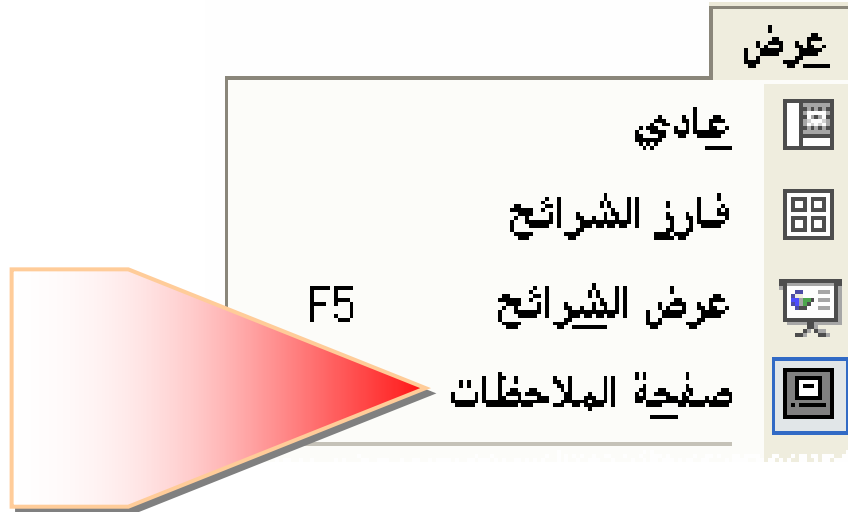 عرض
عادي
فارز الشرائح
عرض الشرائح F5
صفحة الملاحظات